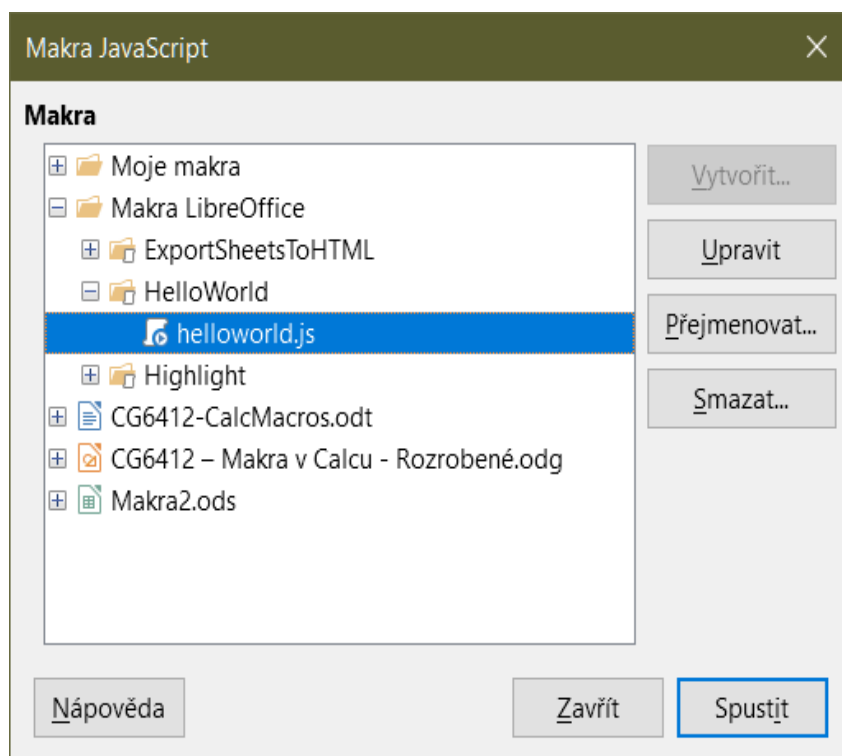 Makra JavaScript
Makra
Moje makra
Makra LibreOffice
ExportSheetsToHTML
HelloWorld
helloworld.js
Highlight
CG6412-CalcMacros.odt
CG6412 – Makra v Calcu - Rozrobené.odg
Makra2.ods
Vytvořit...
Upravit
Přejmenovat...
Smazat...
Nápověda
Zavřít
Spustit